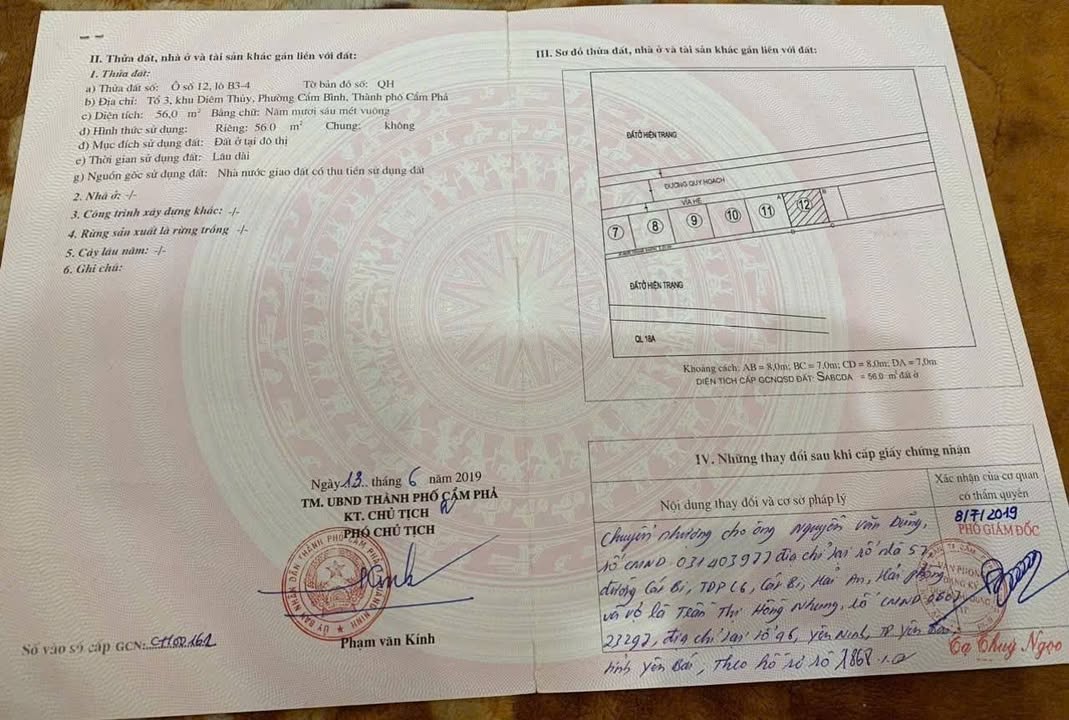 II. Thửa đất, nhà ở và tài sản khác gắn liền với đất:
1. Thửa đất:
a) Thửa đất số: Ô số 12, lô B3-4 Tờ bản đồ số: QH
b) Địa chỉ: Tổ 3, khu Diêm Thủy, Phường Cẩm Bình, Thành phố Cẩm Phả
c) Diện tích: 56,0 m² Bằng chữ: Năm mươi sáu mét vuông
d) Hình thức sử dụng: Riêng: 56.0 m² Chung: không
đ) Mục đích sử dụng đất: Đất ở tại đô thị
e) Thời gian sử dụng đất: Lâu dài
g) Nguồn gốc sử dụng đất: Nhà nước giao đất có thu tiền sử dụng đất
2. Nhà ở: -/-
3. Công trình xây dựng khác: -/-
4. Rừng sản xuất là rừng trồng -/-
5. Cây lâu năm: -/-
6. Ghi chú:
Ngày 13 tháng 6 năm 2019
TM. UBND THÀNH PHỐ CẨM PHẢ
KT. CHỦ TỊCH
PHÓ CHỦ TỊCH
Phạm văn Kính
Số vào sổ cấp GCN: CH00161
III. Sơ đồ thửa đất, nhà ở và tài sản khác gắn liền với đất:
ĐẤT Ở HIỆN TRẠNG
ĐƯỜNG QUY HOẠCH
VỈA HÈ
7 8 9 10 11 12
A B
D C
ĐẤT Ở HIỆN TRẠNG
QL 18A
Khoảng cách: AB = 8,0m; BC = 7.0m; CD = 8.0m; DA = 7,0m
DIỆN TÍCH CẤP GCNQSD ĐẤT: SABCDA = 56.0 m² đất ở
IV. Những thay đổi sau khi cấp giấy chứng nhận
Nội dung thay đổi và cơ sở pháp lý
Xác nhận của cơ quan
có thẩm quyền
8/7/2019
PHÓ GIÁM ĐỐC
Chuyển nhượng cho ông Nguyễn Văn Dũng,
số CMND 031403977 địa chỉ tại số nhà 57
đường Cát Bi, TDP C6, Cát Bi, Hải An, Hải phòng
và vợ là Trần Thị Hồng Nhung, số CMND
23292, địa chỉ tại tổ 96, Yên Ninh, TP Yên Bái,
tỉnh Yên Bái, Theo hồ sơ số
Tạ Thuý Ngọc